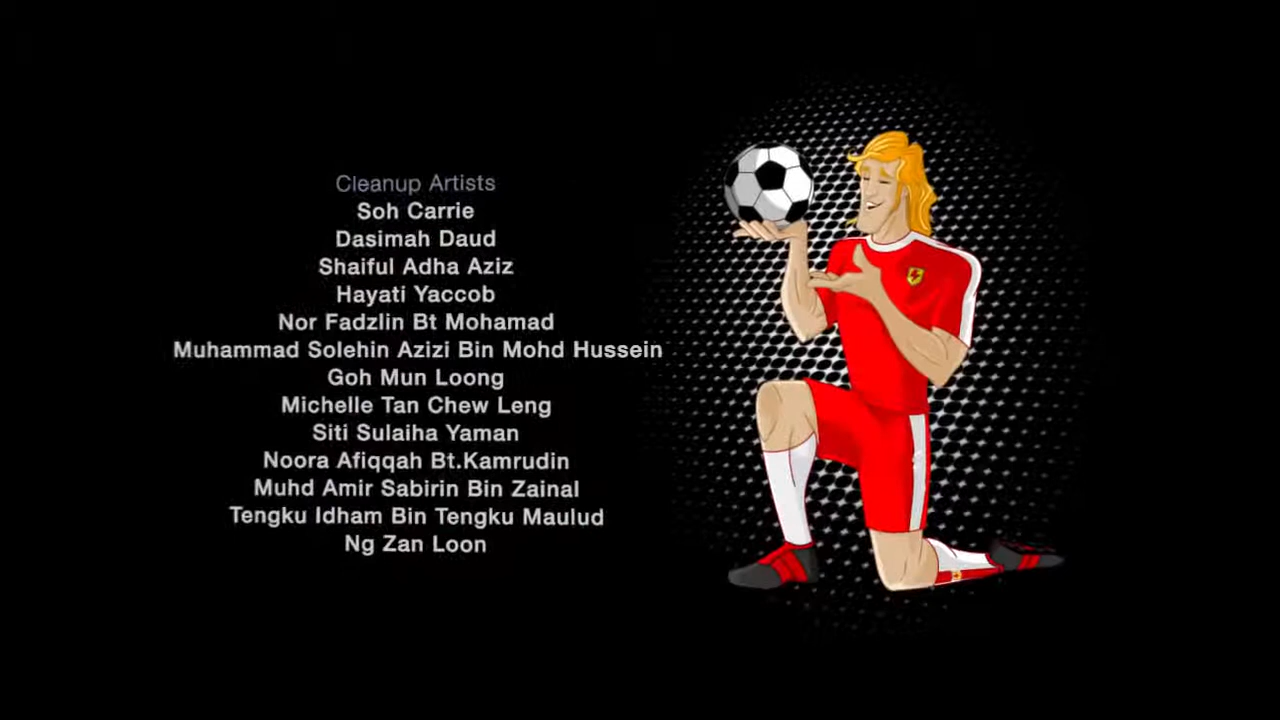 Cleanup Artists
Soh Carrie
Dasimah Daud
Shaiful Adha Aziz
Hayati Yaccob
Nor Fadzlin Bt Mohamad
Muhammad Solehin Azizi Bin Mohd Hussein
Goh Mun Loong
Michelle Tan Chew Leng
Siti Sulaiha Yaman
Noora Afiqqah Bt.Kamrudin
Muhd Amir Sabirin Bin Zainal
Tengku Idham Bin Tengku Maulud
Ng Zan Loon